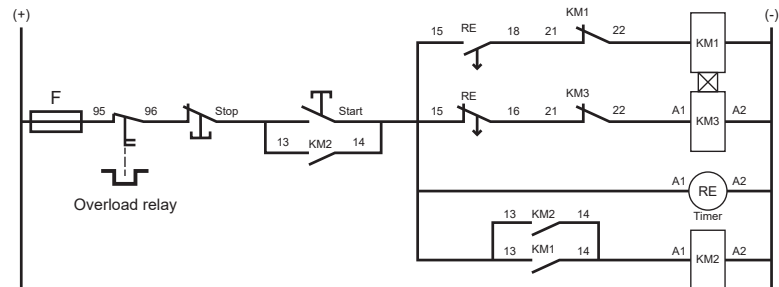 (+) (-)
KM1
15 RE 18 21 22 KM1
F
95 96 Stop Start
15 RE 16 21 KM3 22 A1 KM3 A2
13 KM2 14
Overload relay
A1 RE A2
Timer
13 KM2 14
13 KM1 14 A1 KM2 A2